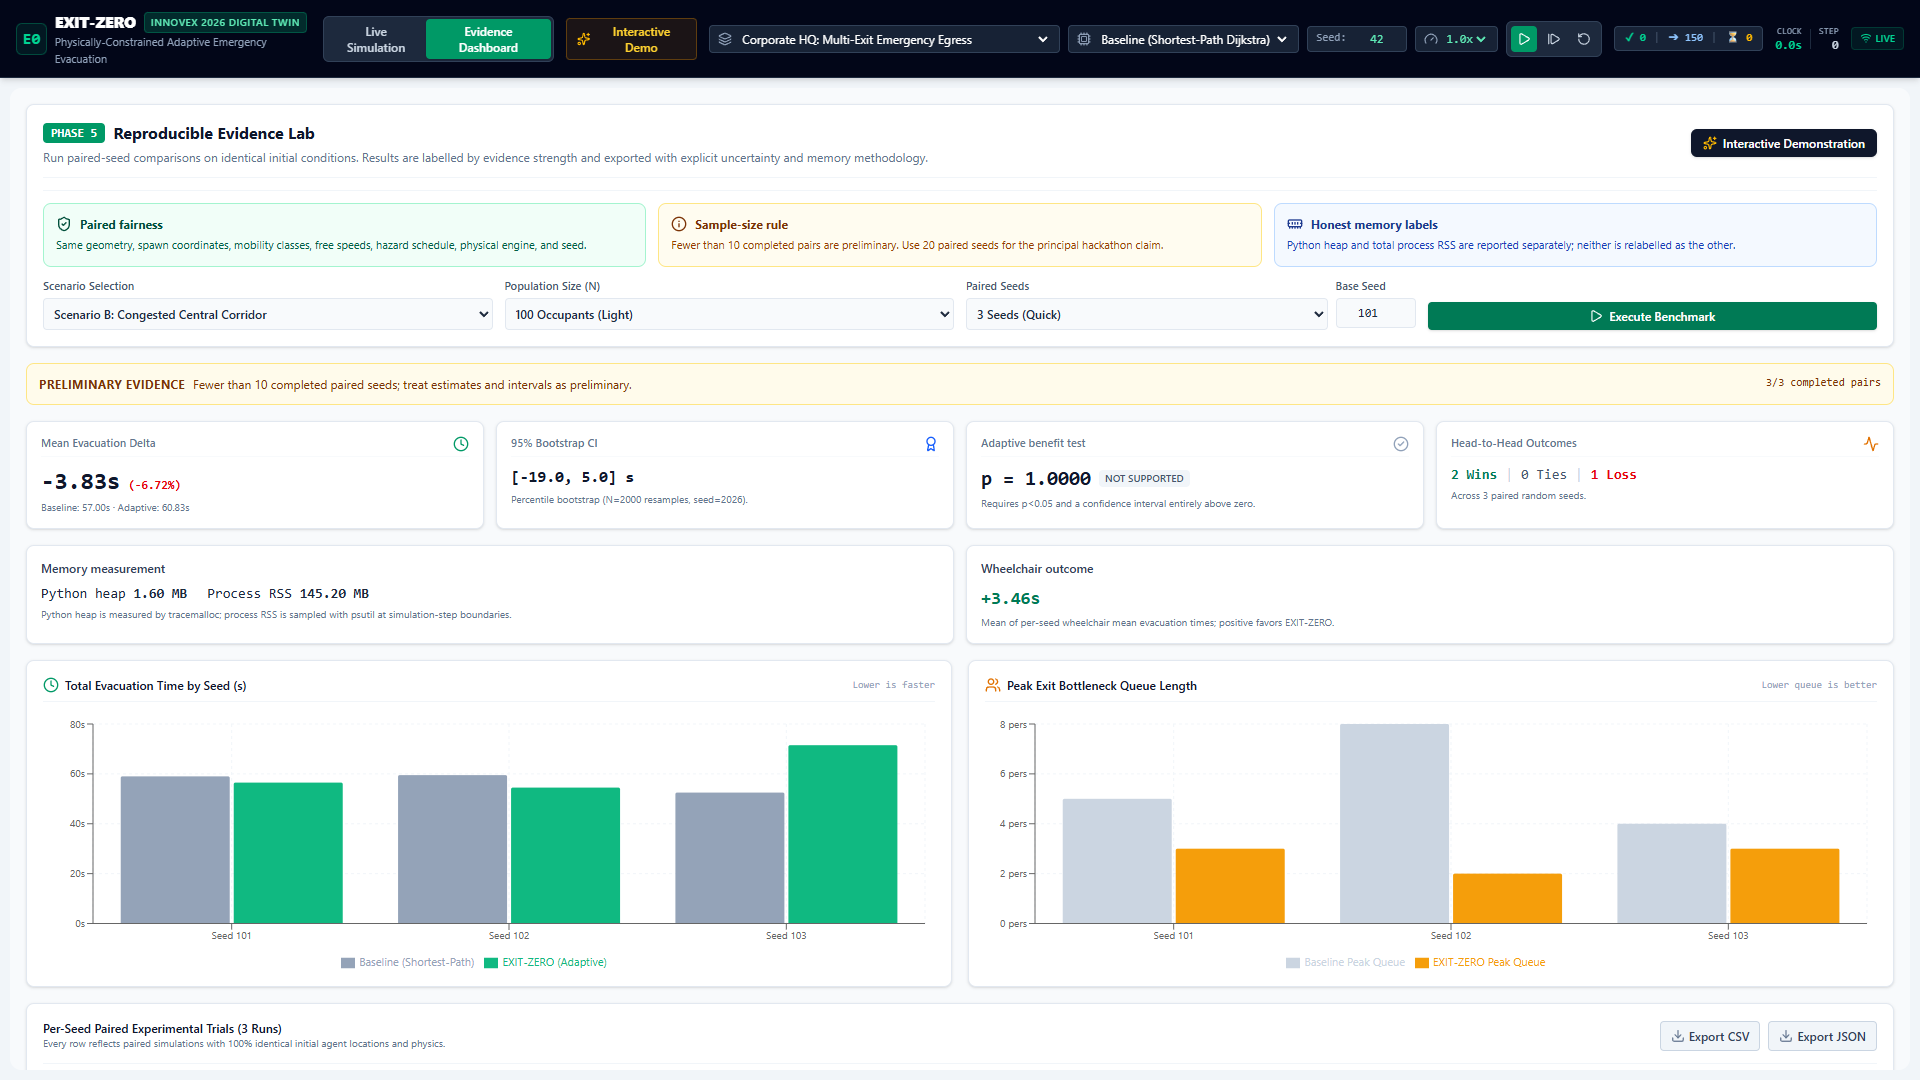 E0
EXIT-ZERO
INNOVEX 2026 DIGITAL TWIN
Physically-Constrained Adaptive Emergency
Evacuation
Live
Simulation
Evidence
Dashboard
Interactive
Demo
Corporate HQ: Multi-Exit Emergency Egress
Baseline (Shortest-Path Dijkstra)
Seed: 42
1.0x
✓ 0 | → 150 | ⌛ 0
CLOCK
0.0s
STEP
0
LIVE
PHASE 5
Reproducible Evidence Lab
Run paired-seed comparisons on identical initial conditions. Results are labelled by evidence strength and exported with explicit uncertainty and memory methodology.
Interactive Demonstration
Paired fairness
Same geometry, spawn coordinates, mobility classes, free speeds, hazard schedule, physical engine, and seed.
Sample-size rule
Fewer than 10 completed pairs are preliminary. Use 20 paired seeds for the principal hackathon claim.
Honest memory labels
Python heap and total process RSS are reported separately; neither is relabelled as the other.
Scenario Selection
Scenario B: Congested Central Corridor
Population Size (N)
100 Occupants (Light)
Paired Seeds
3 Seeds (Quick)
Base Seed
101
Execute Benchmark
PRELIMINARY EVIDENCE Fewer than 10 completed paired seeds; treat estimates and intervals as preliminary.
3/3 completed pairs
Mean Evacuation Delta
-3.83s (-6.72%)
Baseline: 57.00s · Adaptive: 60.83s
95% Bootstrap CI
[-19.0, 5.0] s
Percentile bootstrap (N=2000 resamples, seed=2026).
Adaptive benefit test
p = 1.0000 NOT SUPPORTED
Requires p<0.05 and a confidence interval entirely above zero.
Head-to-Head Outcomes
2 Wins | 0 Ties | 1 Loss
Across 3 paired random seeds.
Memory measurement
Python heap 1.60 MB Process RSS 145.20 MB
Python heap is measured by tracemalloc; process RSS is sampled with psutil at simulation-step boundaries.
Wheelchair outcome
+3.46s
Mean of per-seed wheelchair mean evacuation times; positive favors EXIT-ZERO.
Total Evacuation Time by Seed (s)
Lower is faster
80s
60s
40s
20s
0s
Seed 101
Seed 102
Seed 103
Baseline (Shortest-Path)
EXIT-ZERO (Adaptive)
Peak Exit Bottleneck Queue Length
Lower queue is better
8 pers
6 pers
4 pers
2 pers
0 pers
Seed 101
Seed 102
Seed 103
Baseline Peak Queue
EXIT-ZERO Peak Queue
Per-Seed Paired Experimental Trials (3 Runs)
Every row reflects paired simulations with 100% identical initial agent locations and physics.
Export CSV
Export JSON